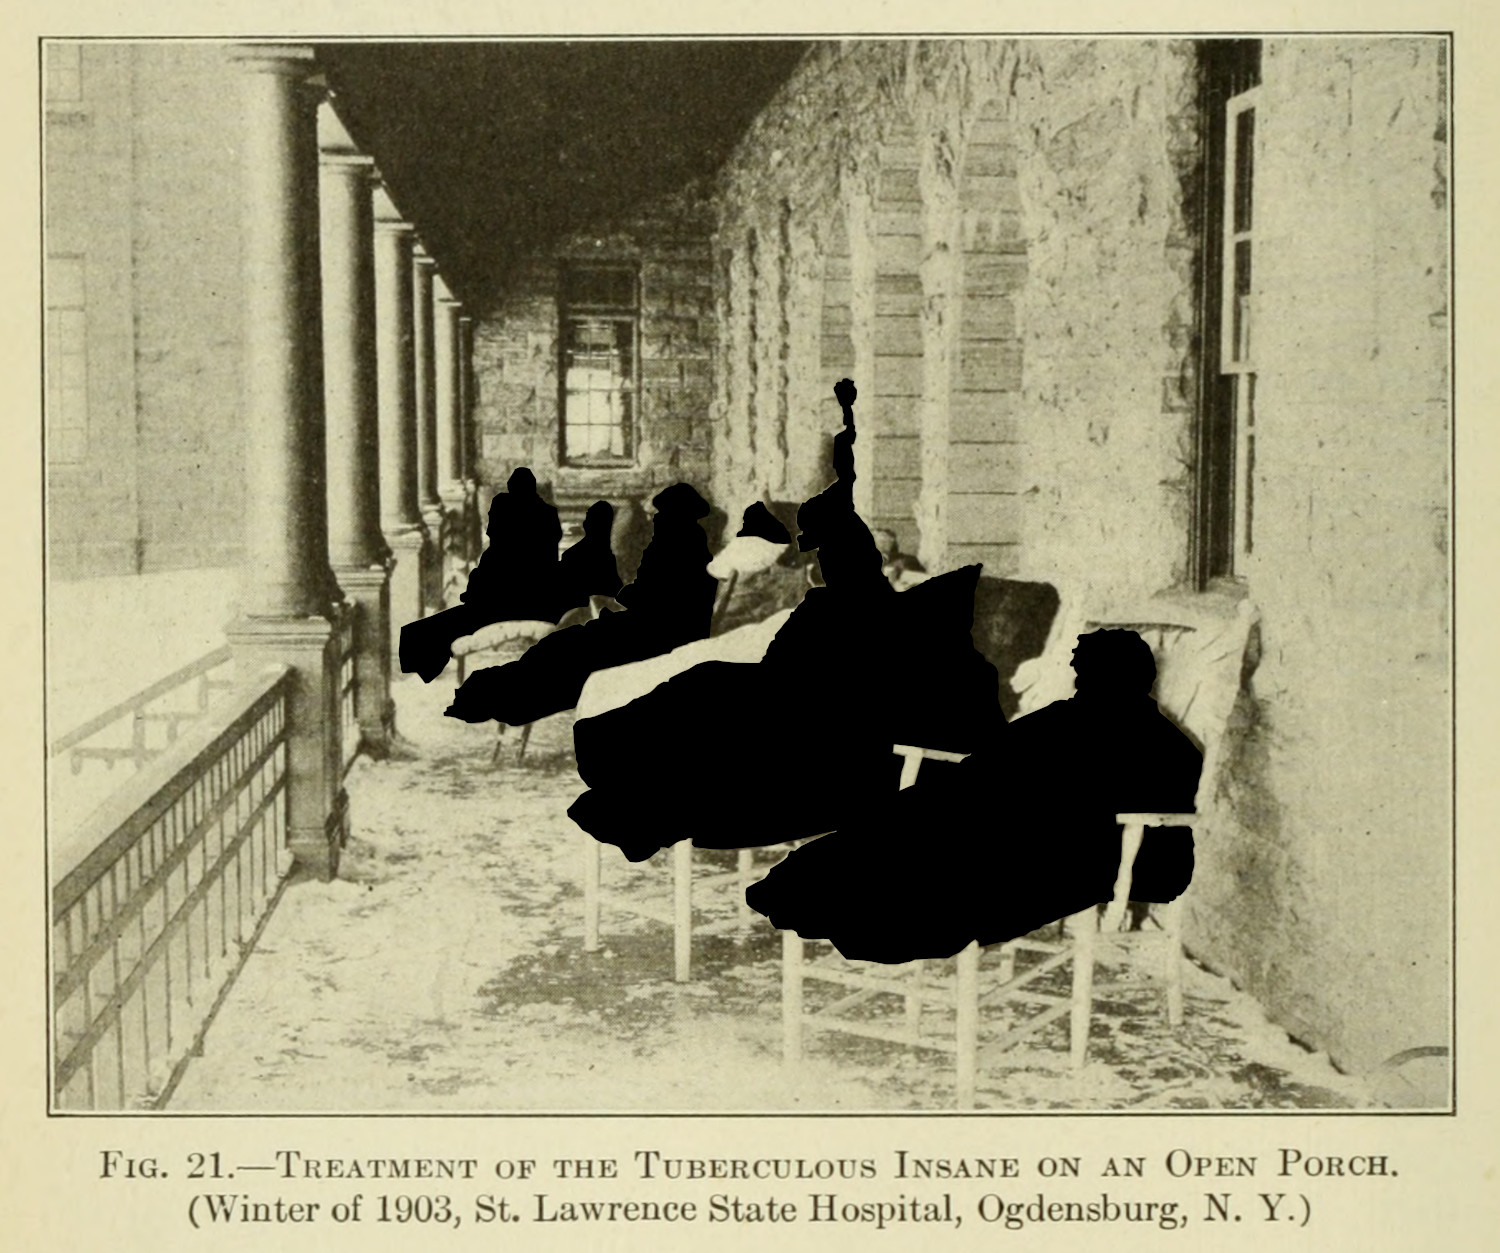 Fig. 21.—Treatment of the Tuberculous Insane on an Open Porch.
(Winter of 1903, St. Lawrence State Hospital, Ogdensburg, N. Y.)